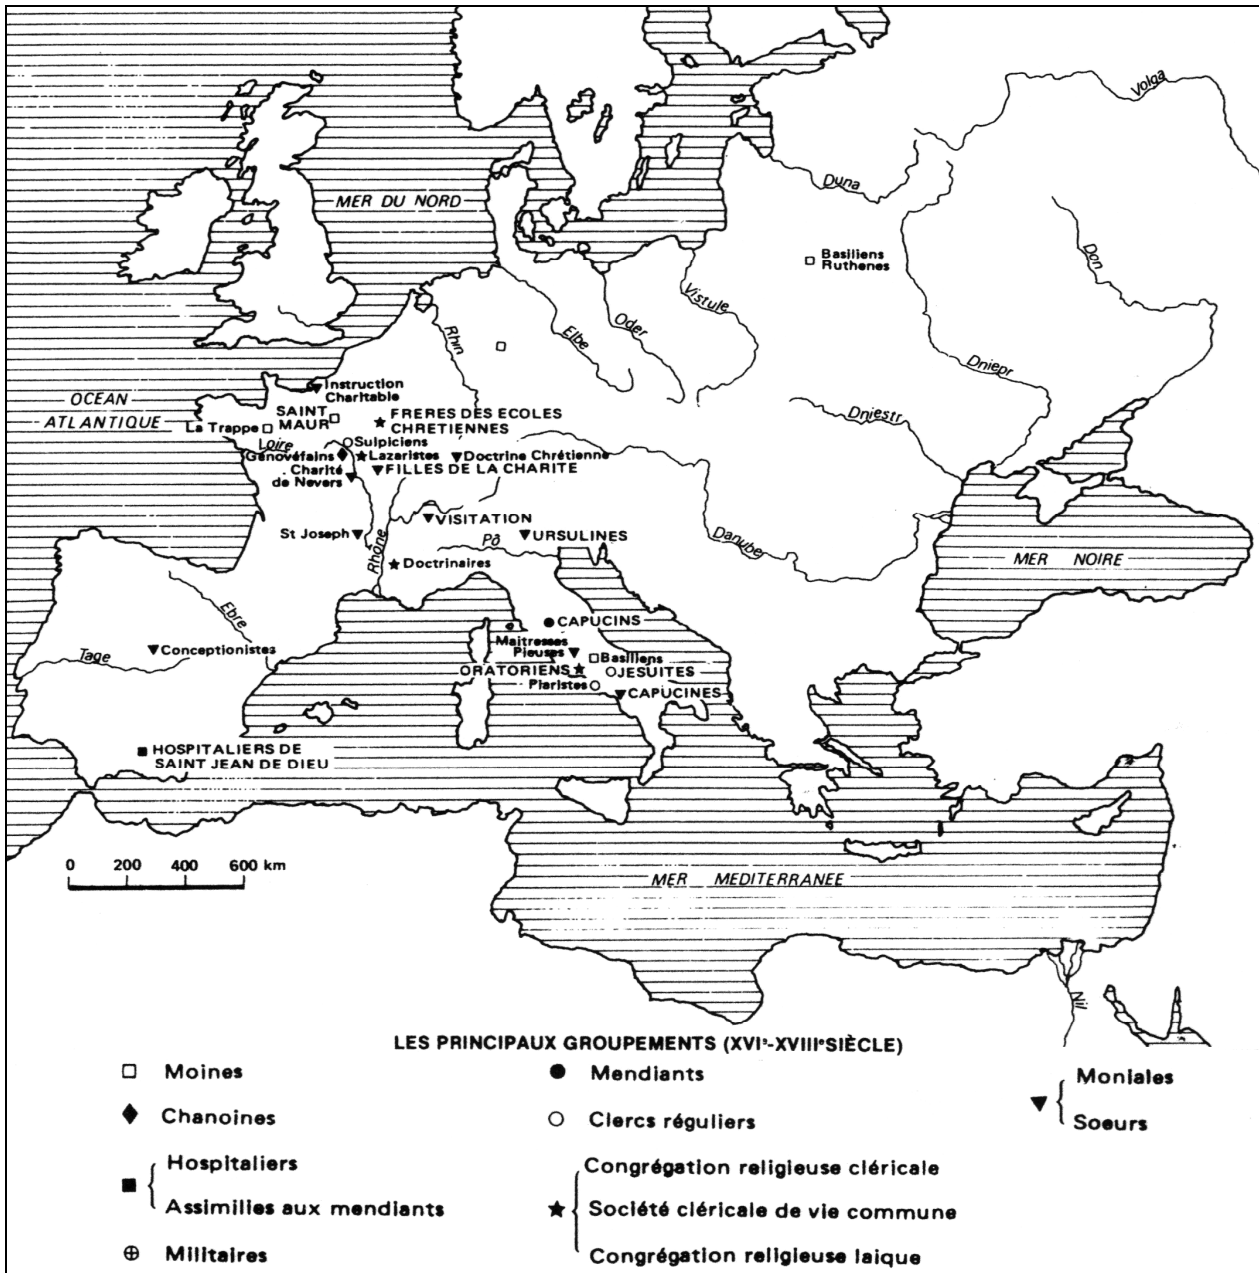 Volga
Duna
MER DU NORD
Don
Basiliens
Ruthenes
Vistule
Oder
Elbe
Rhin
Dniepr
OCEAN
ATLANTIQUE
Instruction
Charitable
SAINT
MAUR
La Trappe
FRERES DES ECOLES
CHRETIENNES
Dniestr
Loire
Sulpiciens
Génovéfains
Lazaristes
Doctrine Chrétienne
Charité
de Nevers
FILLES DE LA CHARITE
VISITATION
St Joseph
URSULINES
Pô
Danube
Rhône
Doctrinaires
MER NOIRE
Ebre
CAPUCINS
Maitresses
Pieuses
Conceptionistes
Tage
Basiliens
ORATORIENS
JESUITES
Piaristes
CAPUCINES
HOSPITALIERS DE
SAINT JEAN DE DIEU
0 200 400 600 km
MER MEDITERRANEE
Nil
LES PRINCIPAUX GROUPEMENTS (XVIᵉ-XVIIIᵉ SIÈCLE)
Moines
Chanoines
Hospitaliers
Assimilies aux mendiants
Militaires
Mendiants
Clercs réguliers
Congrégation religieuse cléricale
Société cléricale de vie commune
Congrégation religieuse laique
Moniales
Soeurs